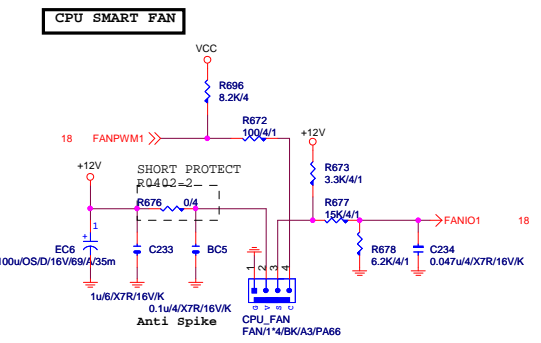 CPU SMART FAN
VCC
R696
8.2K/4
R672
100/4/1
18 FANPWM1
+12V
+12V
SHORT PROTECT
R0402-2
R673
3.3K/4/1
R676 0/4
R677
15K/4/1
FANIO1 18
1
+
EC6
100u/OS/D/16V/69/A/35m
C233
BC5
R678
6.2K/4/1
C234
0.047u/4/X7R/16V/K
1 2 3 4
G V S C
1u/6/X7R/16V/K
0.1u/4/X7R/16V/K
Anti Spike
CPU_FAN
FAN/1*4/BK/A3/PA66